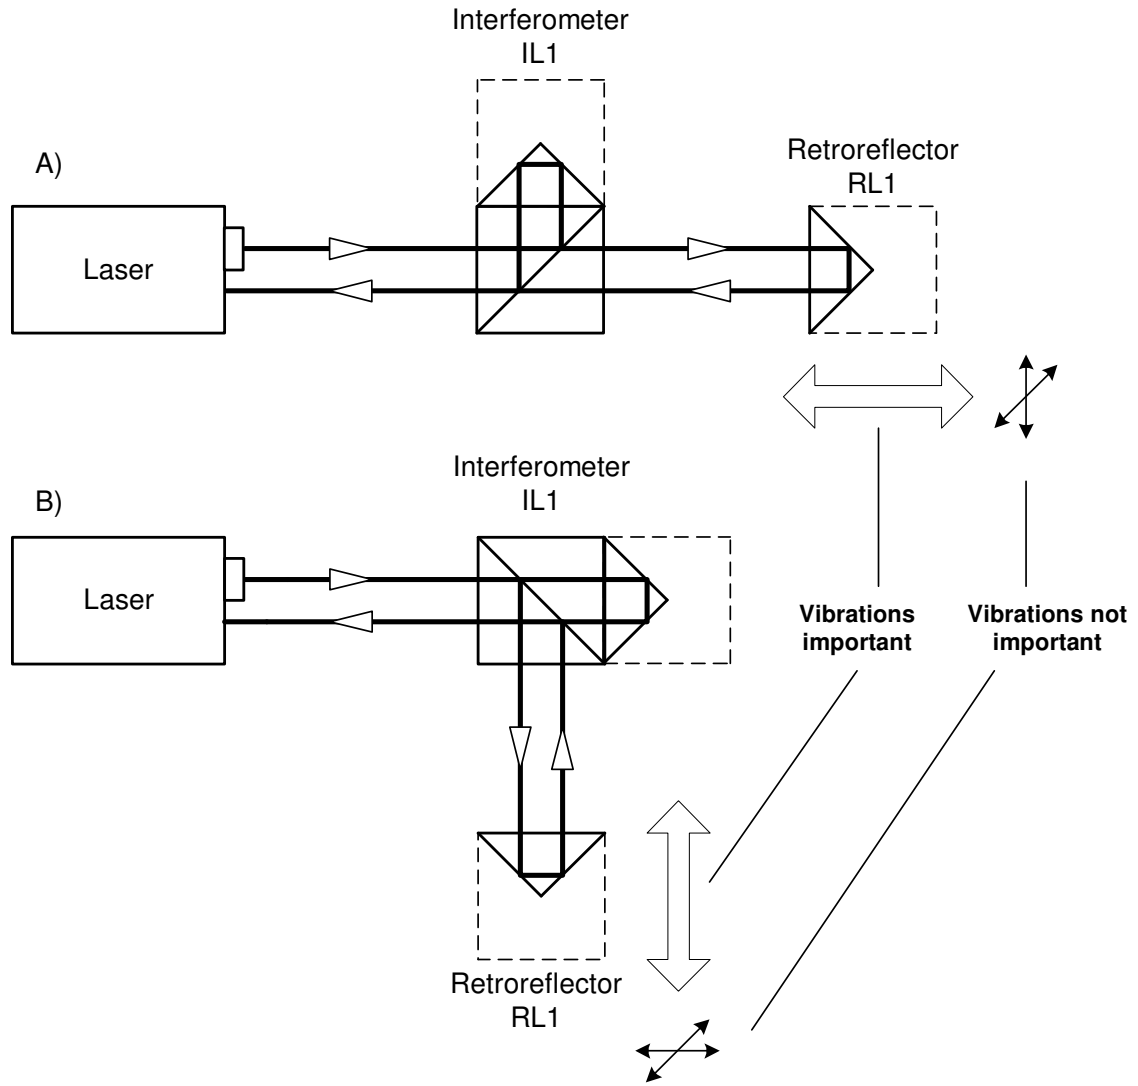 Interferometer
IL1
A)
Retroreflector
RL1
Laser
Interferometer
IL1
B)
Laser
Vibrations
important
Vibrations not
important
Retroreflector
RL1